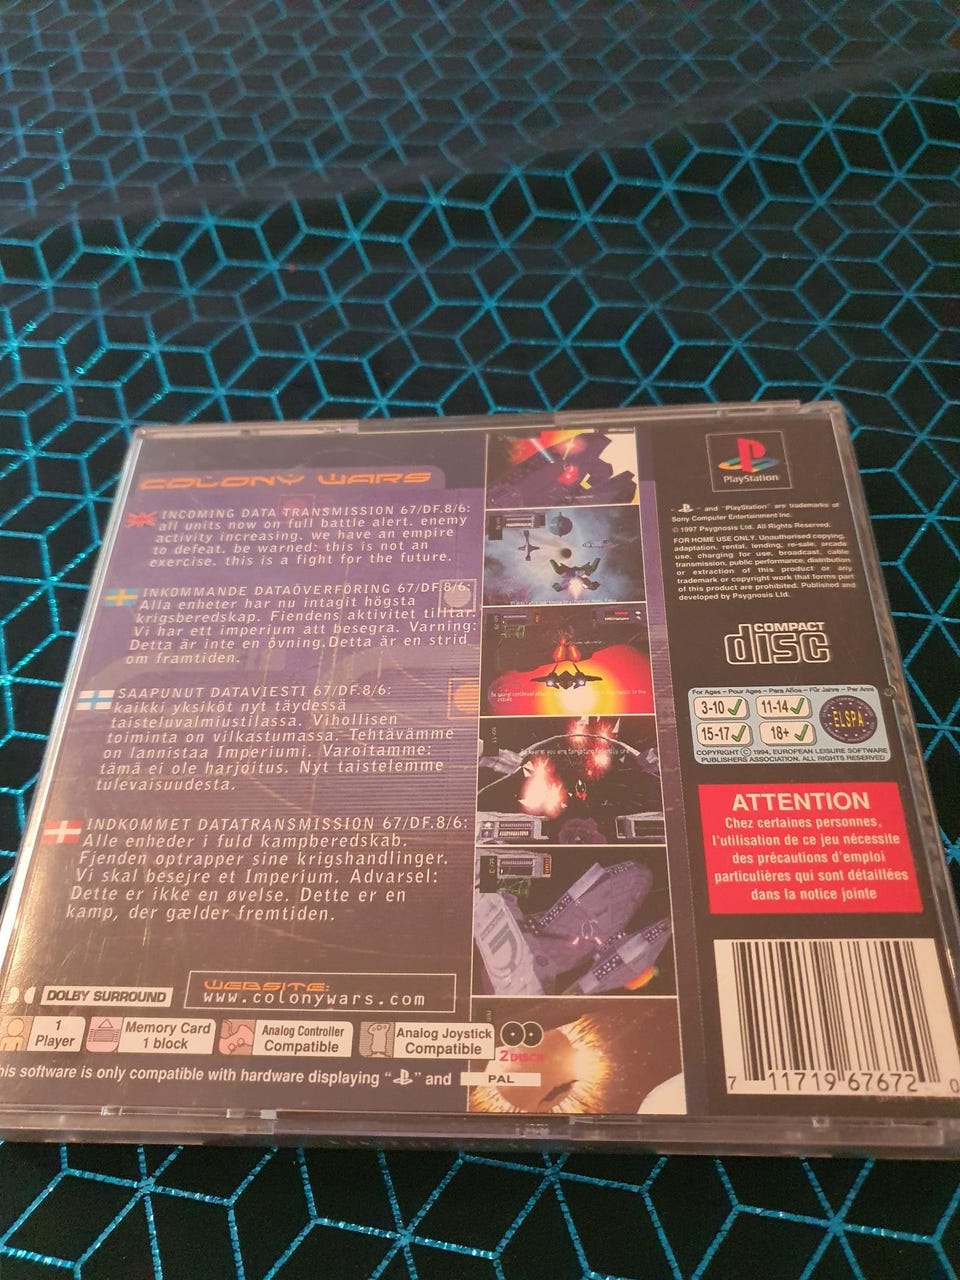 COLONY WARS
INCOMING DATA TRANSMISSION 67/DF.8/6:
all units now on full battle alert. enemy
activity increasing. we have an empire
to defeat. be warned: this is not an
exercise. this is a fight for the future.
INKOMMANDE DATAÖVERFÖRING 67/DF.8/6:
Alla enheter har nu intagit högsta
krigsberedskap. Fiendens aktivitet tilltar.
Vi har ett imperium att besegra. Varning:
Detta är inte en övning.Detta är en strid
om framtiden.
SAAPUNUT DATAVIESTI 67/DF.8/6:
kaikki yksiköt nyt täydessä
taisteluvalmiustilassa. Vihollisen
toiminta on vilkastumassa. Tehtävämme
on lannistaa Imperiumi. Varoitamme:
tämä ei ole harjoitus. Nyt taistelemme
tulevaisuudesta.
INDKOMMET DATATRANSMISSION 67/DF.8/6:
Alle enheder i fuld kampberedskab.
Fjenden optrapper sine krigshandlinger.
Vi skal besejre et Imperium. Advarsel:
Dette er ikke en øvelse. Dette er en
kamp, der gælder fremtiden.
WEBSITE:
www.colonywars.com
DOLBY SURROUND
1
Player
Memory Card
1 block
Analog Controller
Compatible
Analog Joystick
Compatible
2 DISCS
his software is only compatible with hardware displaying " " and PAL
PlayStation
" " and "PlayStation" are trademarks of
Sony Computer Entertainment Inc.
© 1997 Psygnosis Ltd. All Rights Reserved.
FOR HOME USE ONLY. Unauthorised copying,
adaptation, rental, lending, re-sale, arcade
use, charging for use, broadcast, cable
transmission, public performance, distribution
or extraction of this product or any
trademark or copyright work that forms part
of this product are prohibited. Published and
developed by Psygnosis Ltd.
COMPACT
disc
For Ages - Pour Ages - Para Años - Für Jahre - Per Anni
3-10 11-14
15-17 18+
ELSPA
COPYRIGHT © 1994, EUROPEAN LEISURE SOFTWARE
PUBLISHERS ASSOCIATION. ALL RIGHTS RESERVED
ATTENTION
Chez certaines personnes,
l'utilisation de ce jeu nécessite
des précautions d'emploi
particulières qui sont détaillées
dans la notice jointe
7 11719 67672 0